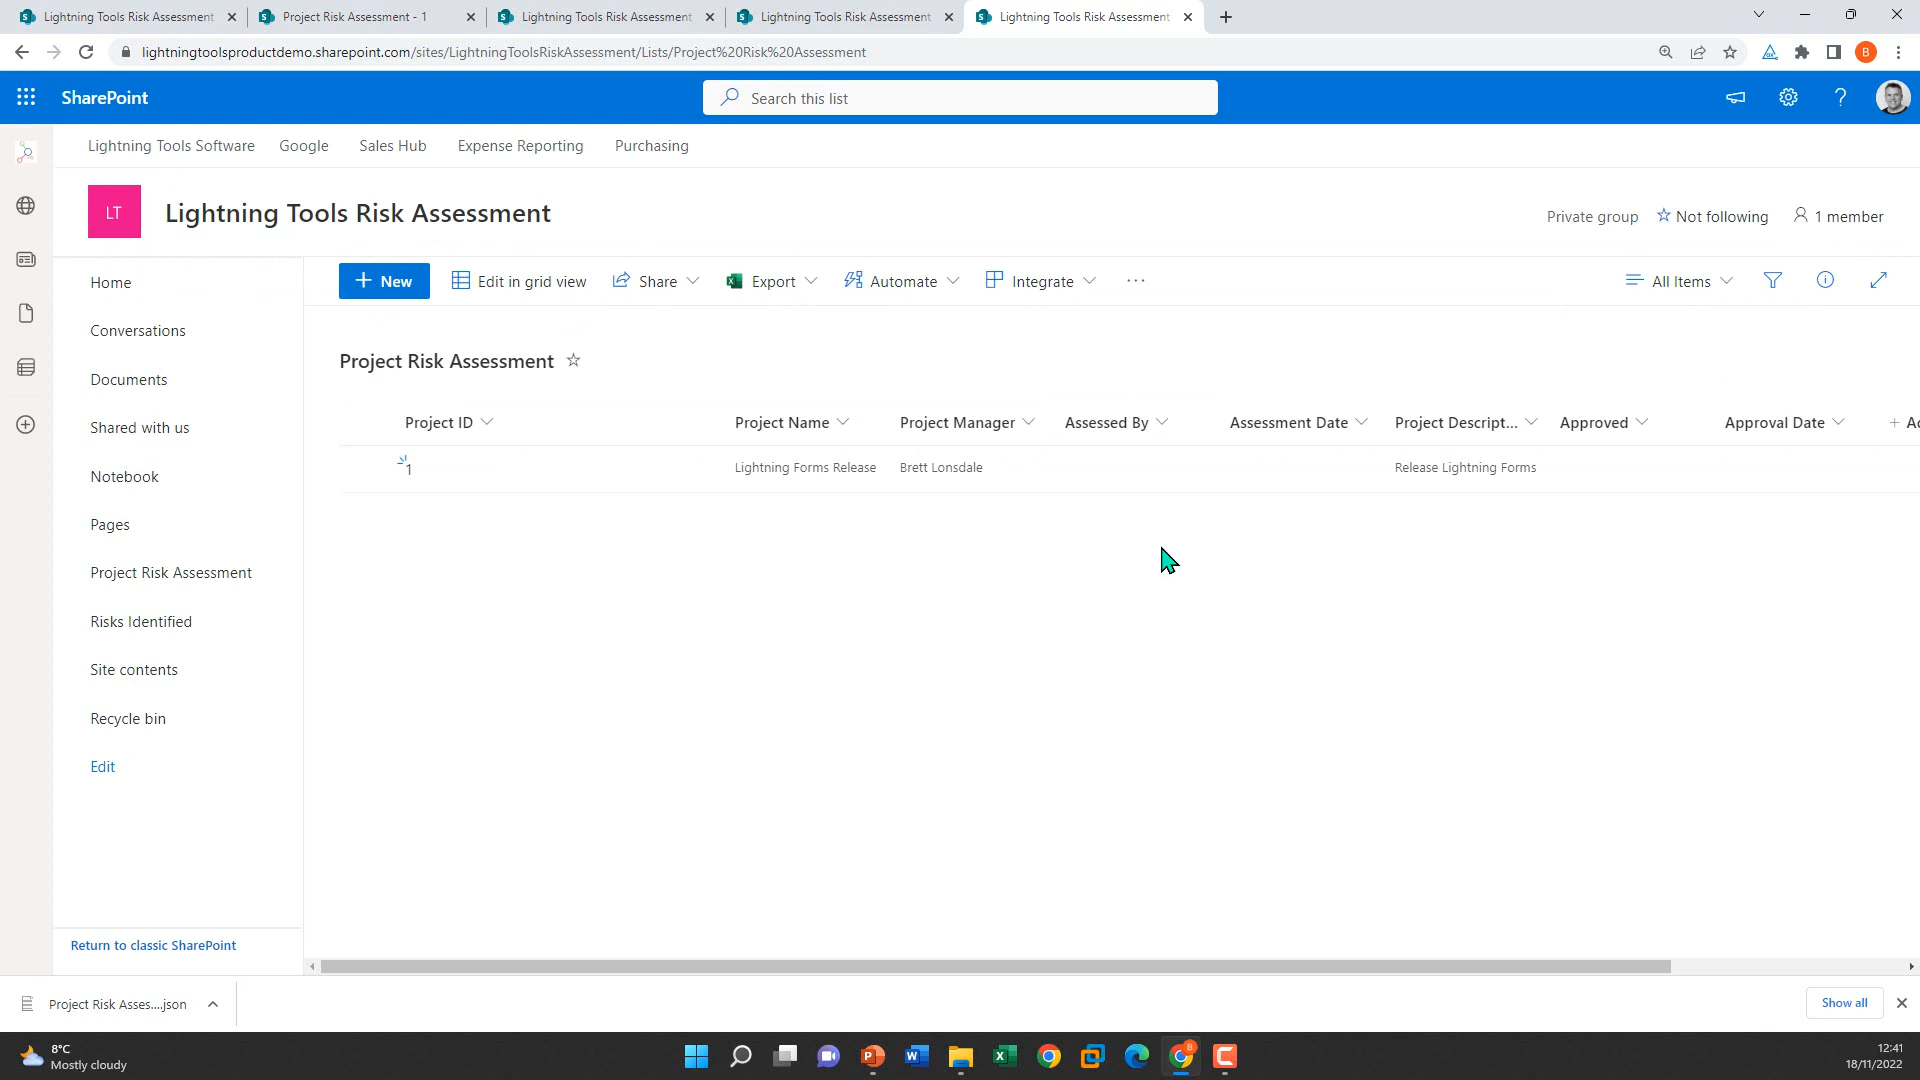 Lightning Tools Risk Assessment
Project Risk Assessment - 1
Lightning Tools Risk Assessment
Lightning Tools Risk Assessment
Lightning Tools Risk Assessment
lightningtoolsproductdemo.sharepoint.com/sites/LightningToolsRiskAssessment/Lists/Project%20Risk%20Assessment
B
SharePoint
Search this list
Lightning Tools Software
Google
Sales Hub
Expense Reporting
Purchasing
LT
Lightning Tools Risk Assessment
Private group
Not following
1 member
Home
Conversations
Documents
Shared with us
Notebook
Pages
Project Risk Assessment
Risks Identified
Site contents
Recycle bin
Edit
Return to classic SharePoint
+ New
Edit in grid view
Share
Export
Automate
Integrate
...
All Items
Project Risk Assessment
Project ID
Project Name
Project Manager
Assessed By
Assessment Date
Project Descript...
Approved
Approval Date
+
1
Lightning Forms Release
Brett Lonsdale
Release Lightning Forms
Project Risk Asses....json
Show all
8°C
Mostly cloudy
12:41
18/11/2022